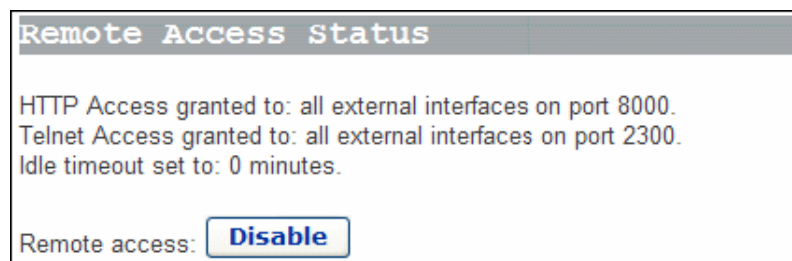 Remote Access Status
HTTP Access granted to: all external interfaces on port 8000.
Telnet Access granted to: all external interfaces on port 2300.
Idle timeout set to: 0 minutes.
Remote access: Disable